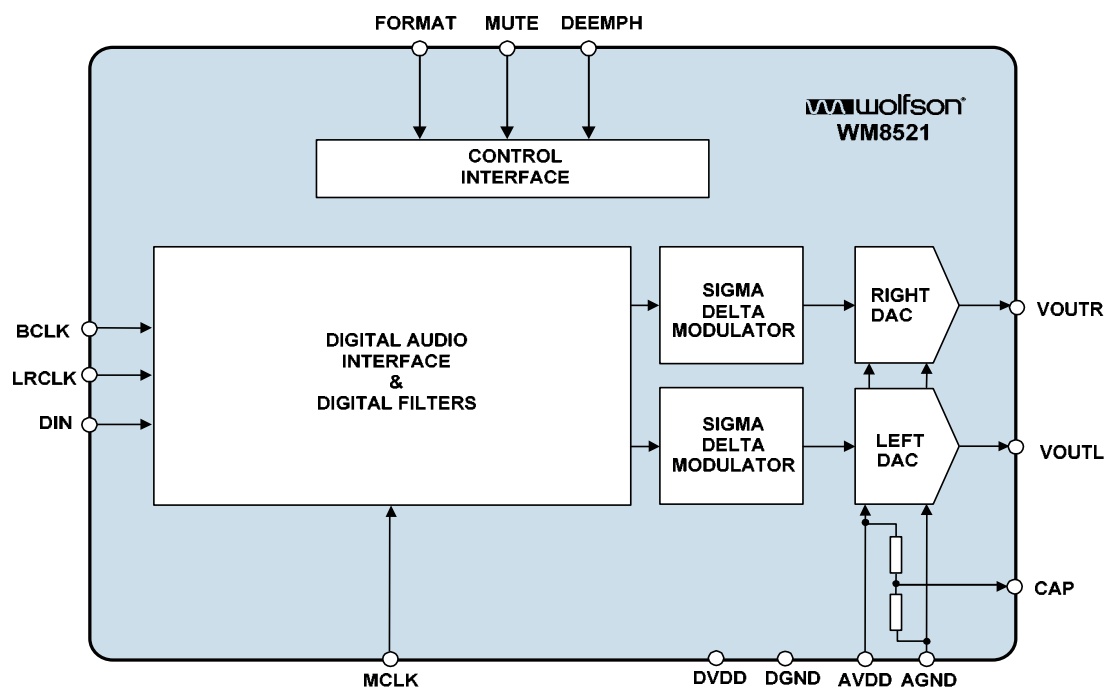 FORMAT MUTE DEEMPH
wolfson®
WM8521
CONTROL
INTERFACE
DIGITAL AUDIO
INTERFACE
&
DIGITAL FILTERS
SIGMA
DELTA
MODULATOR
RIGHT
DAC
VOUTR
BCLK
LRCLK
DIN
SIGMA
DELTA
MODULATOR
LEFT
DAC
VOUTL
CAP
MCLK
DVDD DGND AVDD AGND